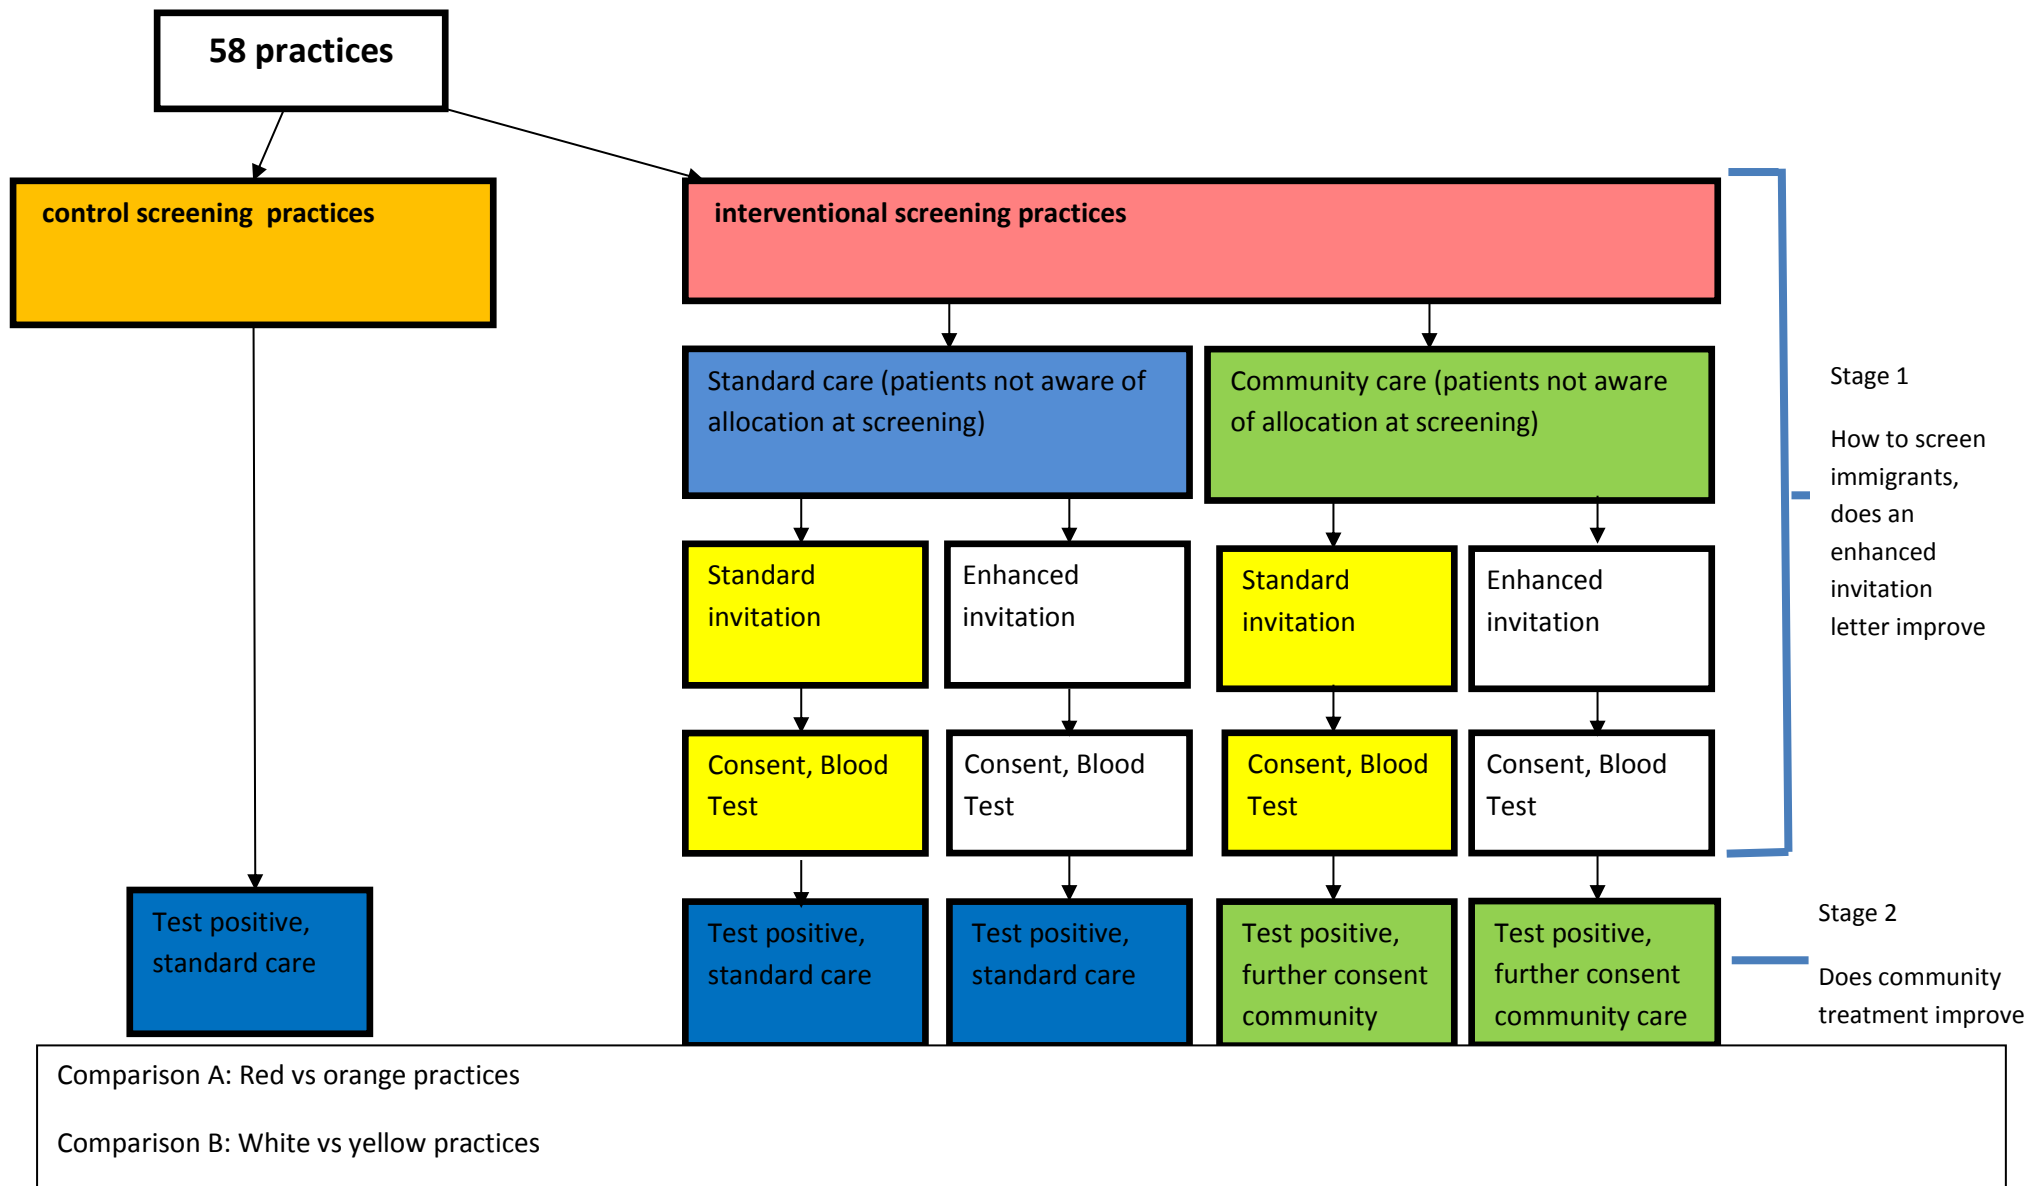 58 practices
control screening practices
interventional screening practices
Standard care (patients not aware of
allocation at screening)
Community care (patients not aware
of allocation at screening)
Standard
invitation
Enhanced
invitation
Standard
invitation
Enhanced
invitation
Consent, Blood
Test
Consent, Blood
Test
Consent, Blood
Test
Consent, Blood
Test
Stage 1
How to screen
immigrants,
does an
enhanced
invitation
letter improve
Test positive,
standard care
Test positive,
standard care
Test positive,
standard care
Test positive,
further consent
community
Test positive,
further consent
community care
Stage 2
Does community
treatment improve
Comparison A: Red vs orange practices
Comparison B: White vs yellow practices